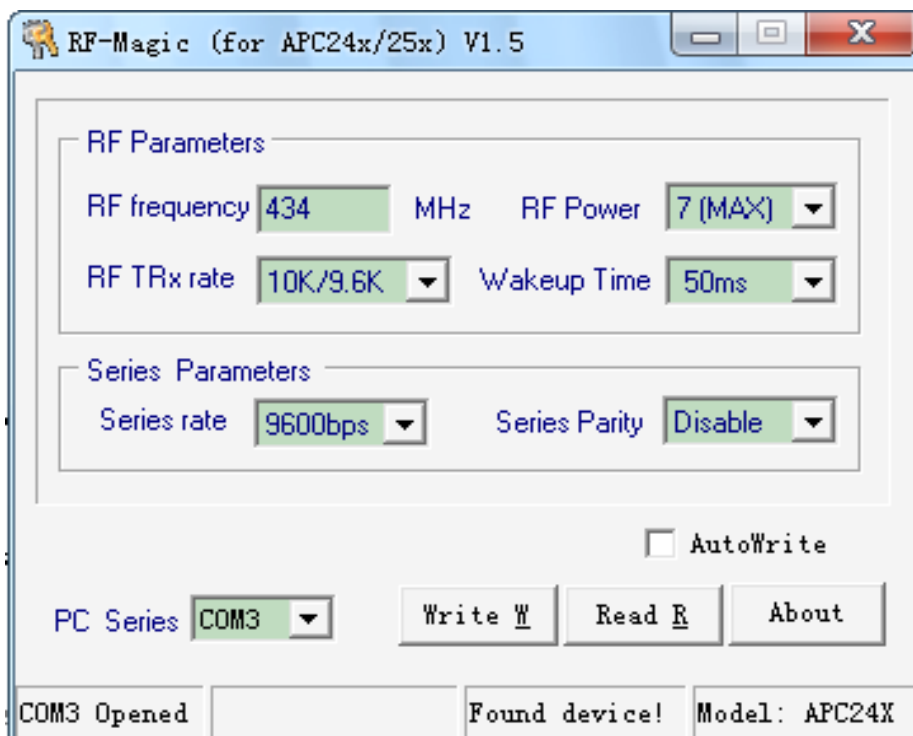 RF-Magic (for APC24x/25x) V1.5
RF Parameters
RF frequency 434 MHz RF Power 7 (MAX)
RF TRx rate 10K/9.6K Wakeup Time 50ms
Series Parameters
Series rate 9600bps Series Parity Disable
AutoWrite
PC Series COM3 Write W Read R About
COM3 Opened Found device! Model: APC24X